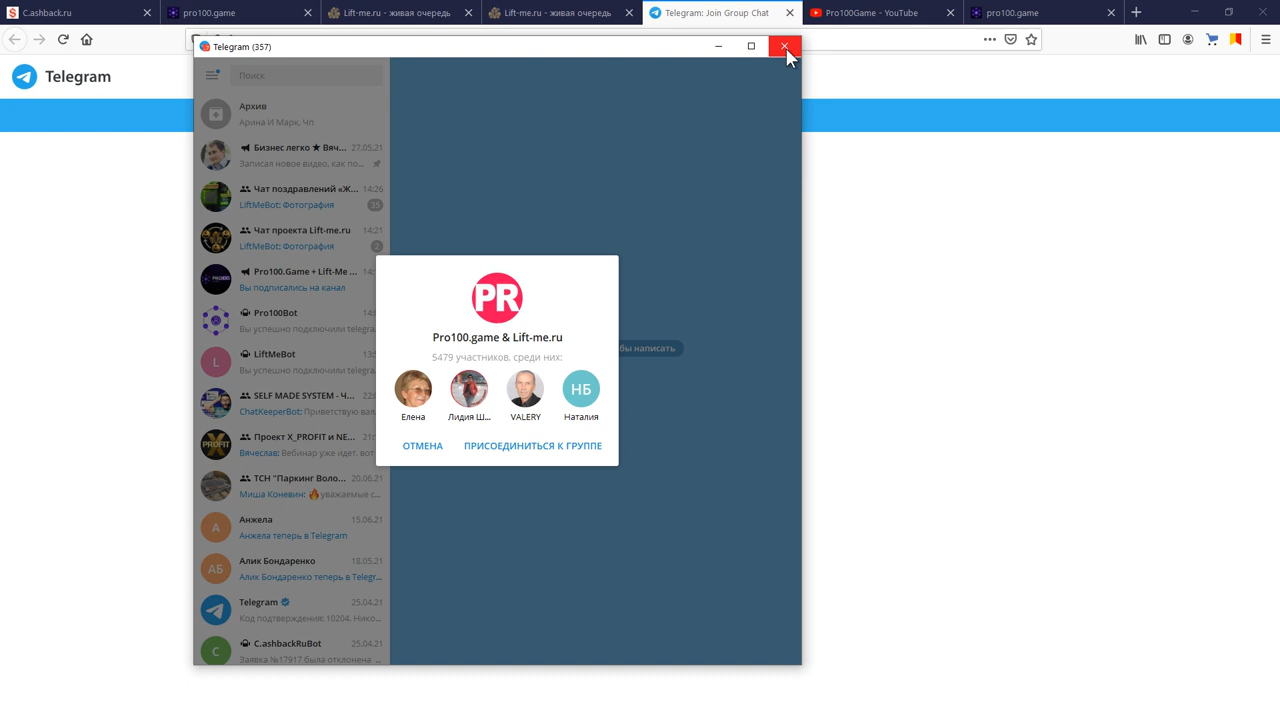 C.ashback.ru
pro100.game
Lift-me.ru - живая очередь
Lift-me.ru - живая очередь
Telegram: Join Group Chat
Pro100Game - YouTube
pro100.game
Telegram
Telegram (357)
Поиск
Архив
Арина И Марк, Чп
Бизнес легко ★ Вяч... 27.05.21
Записал новое видео, как по...
Чат поздравлений «Ж... 14:26
LiftMeBot: Фотография 35
Чат проекта Lift-me.ru 14:21
LiftMeBot: Фотография 2
Pro100.Game + Lift-Me ...
Вы подписались на канал
Pro100Bot
Вы успешно подключили telegra
LiftMeBot
Вы успешно подключили telegra
SELF MADE SYSTEM - Ч...
ChatKeeperBot: Приветствую вал
PROFIT
Проект X_PROFIT и NE...
Вячеслав: Вебинар уже идет. вот
ТСН "Паркинг Воло... 20.06.21
Миша Коневин: 🔥уважаемые с...
А
Анжела 15.06.21
Анжела теперь в Telegram
АБ
Алик Бондаренко 18.05.21
Алик Бондаренко теперь в Telegr...
Telegram 25.04.21
Код подтверждения: 10204. Нико...
C
C.ashbackRuBot 25.04.21
Заявка №17917 была отклонена ...
L
PR
Pro100.game & Lift-me.ru
5479 участников, среди них:
НБ
Елена
Лидия Ш...
VALERY
Наталия
ОТМЕНА
ПРИСОЕДИНИТЬСЯ К ГРУППЕ
бы написать